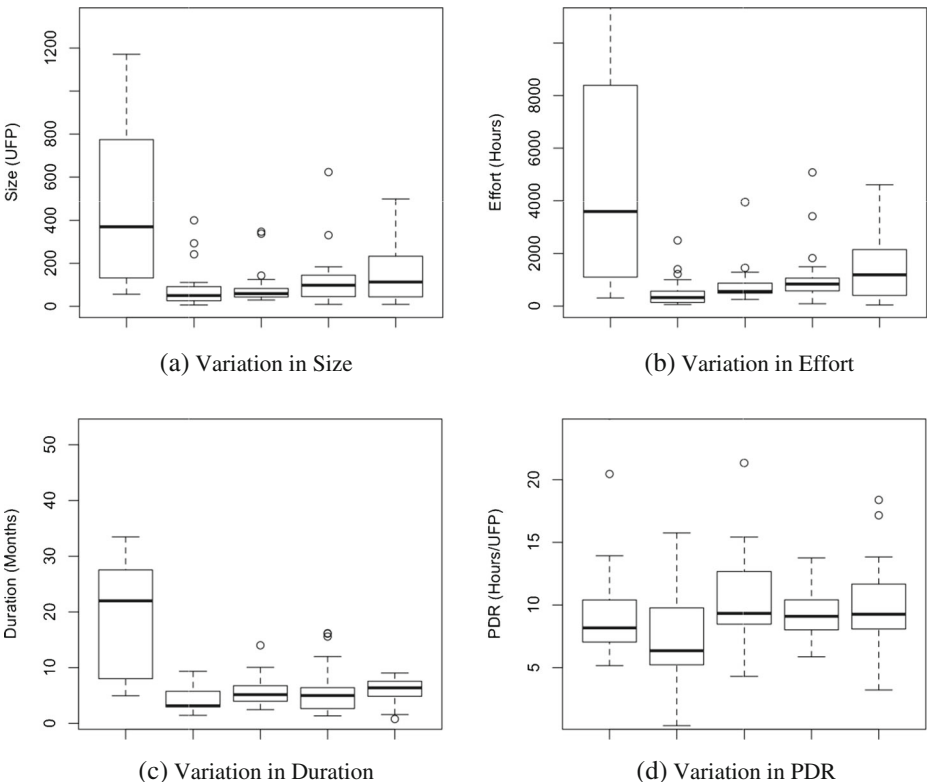 Size (UFP)
0
200
400
600
800
1200
(a) Variation in Size
Effort (Hours)
0
2000
4000
6000
8000
(b) Variation in Effort
Duration (Months)
0
10
20
30
40
50
(c) Variation in Duration
PDR (Hours/UFP)
5
10
15
20
(d) Variation in PDR